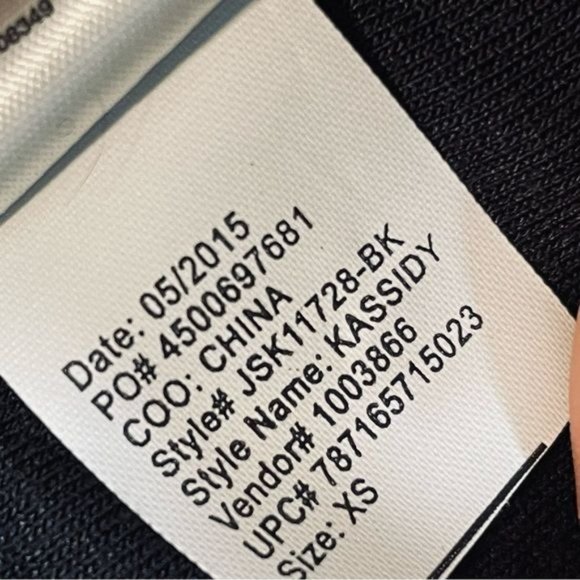 08349
Date: 05/2015
PO# 4500697681
COO: CHINA
Style# JSK11728-BK
Style Name: KASSIDY
Vendor# 1003866
UPC# 787165715023
Size: XS